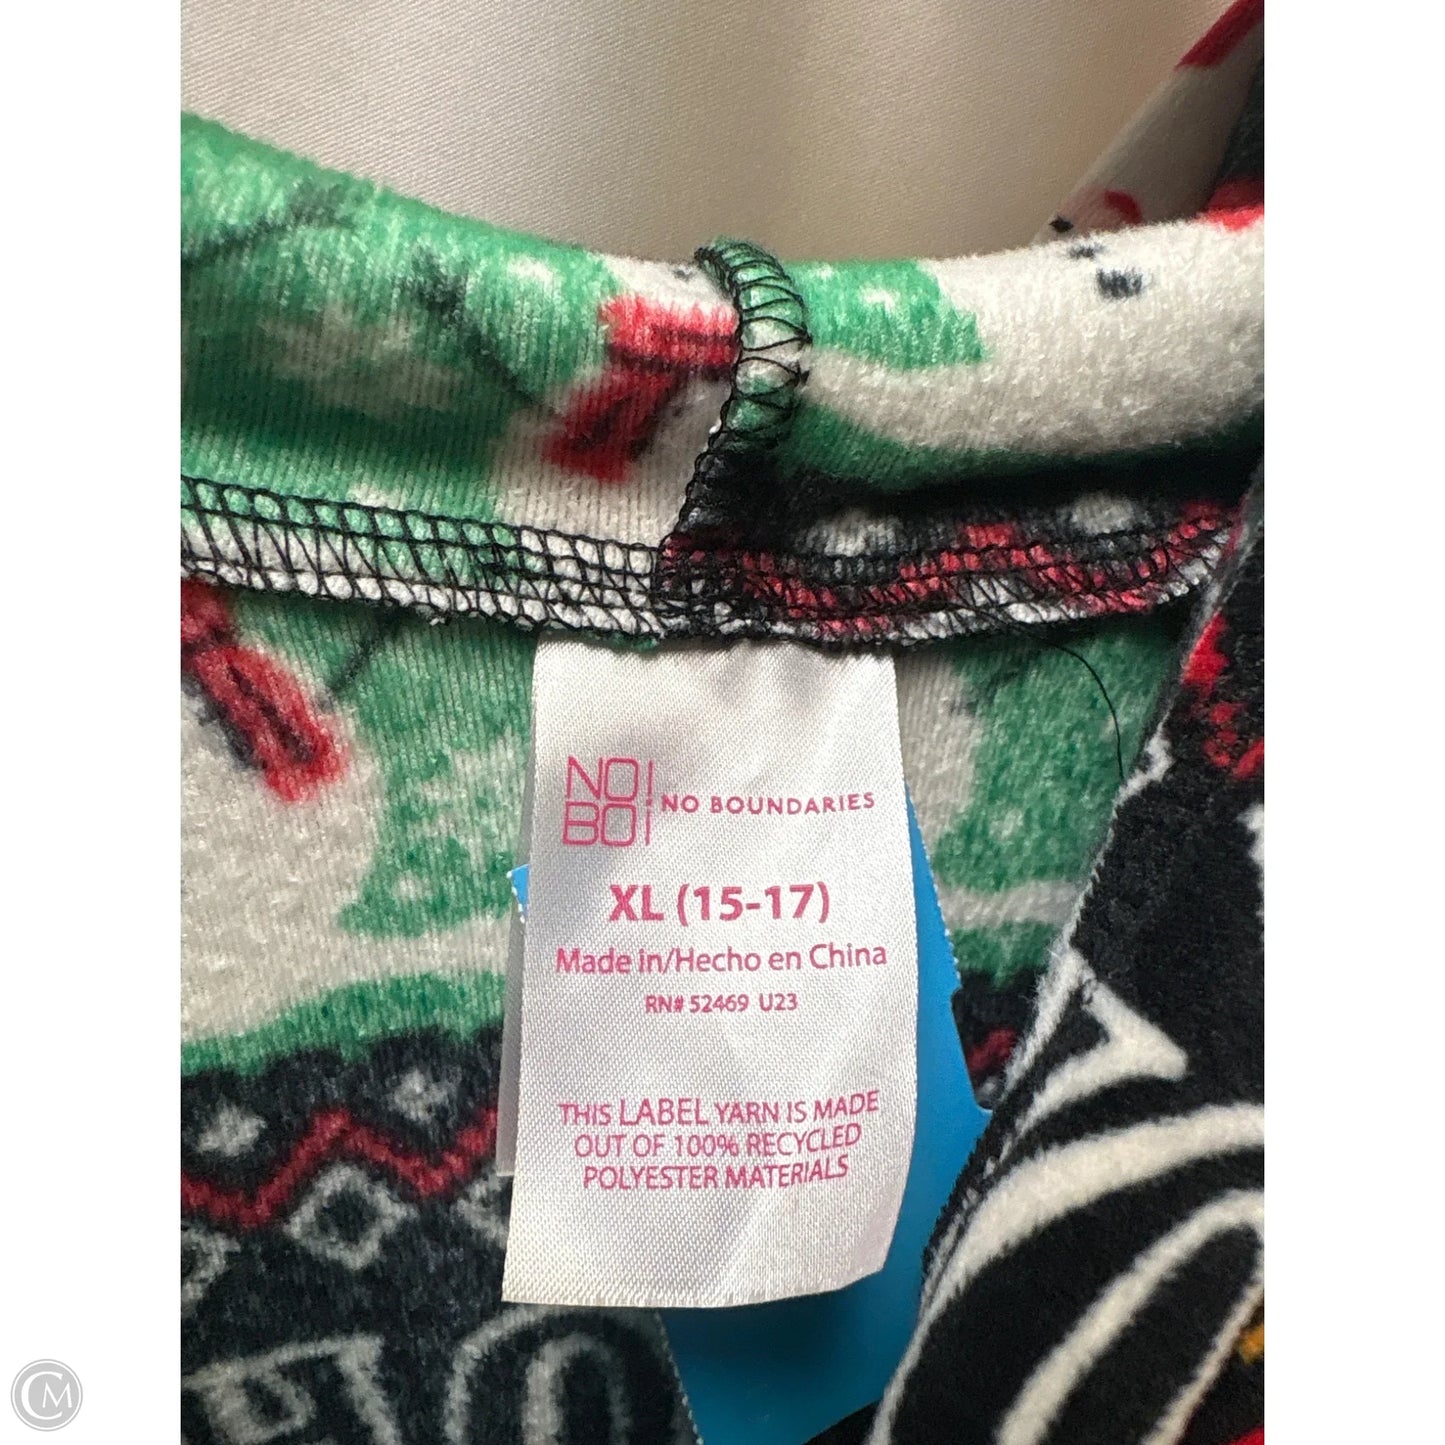 NO!
BO¡
NO BOUNDARIES
XL (15-17)
Made in/Hecho en China
RN# 52469 U23
THIS LABEL YARN IS MADE
OUT OF 100% RECYCLED
POLYESTER MATERIALS
CM